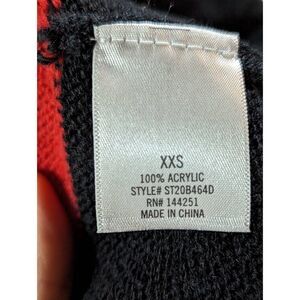 XXS
100% ACRYLIC
STYLE# ST20B464D
RN# 144251
MADE IN CHINA